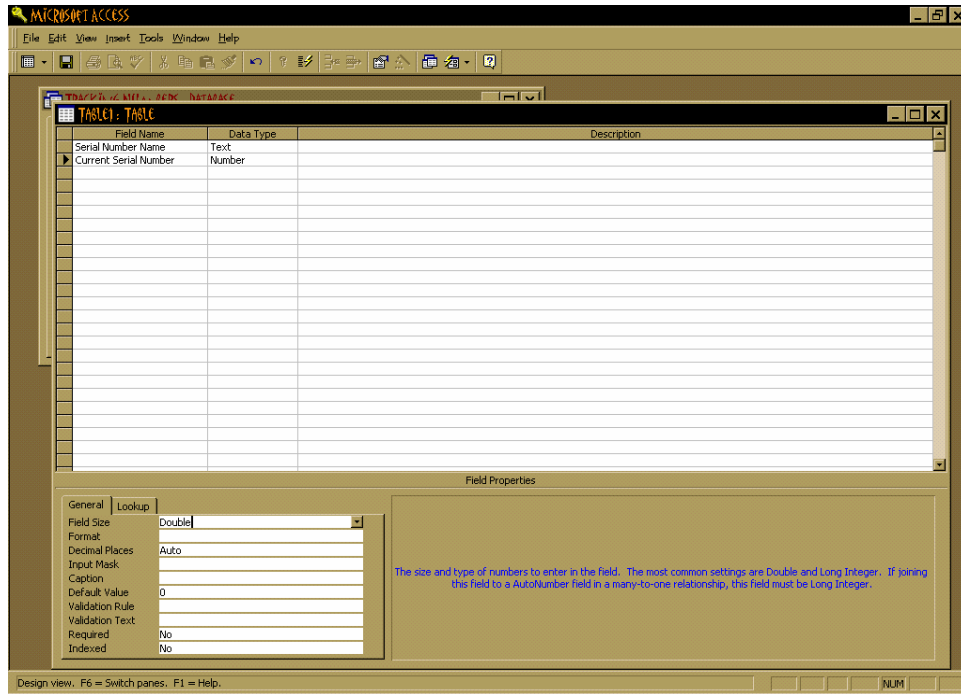 MICROSOFT ACCESS
File Edit View Insert Tools Window Help
TRACKING NUMBERS : DATABASE
TABLE1 : TABLE
Field Name Data Type Description
Serial Number Name Text
Current Serial Number Number
Field Properties
General Lookup
Field Size Double
Format
Decimal Places Auto
Input Mask
Caption
Default Value 0
Validation Rule
Validation Text
Required No
Indexed No
The size and type of numbers to enter in the field. The most common settings are Double and Long Integer. If joining
this field to a AutoNumber field in a many-to-one relationship, this field must be Long Integer.
Design view. F6 = Switch panes. F1 = Help.
NUM